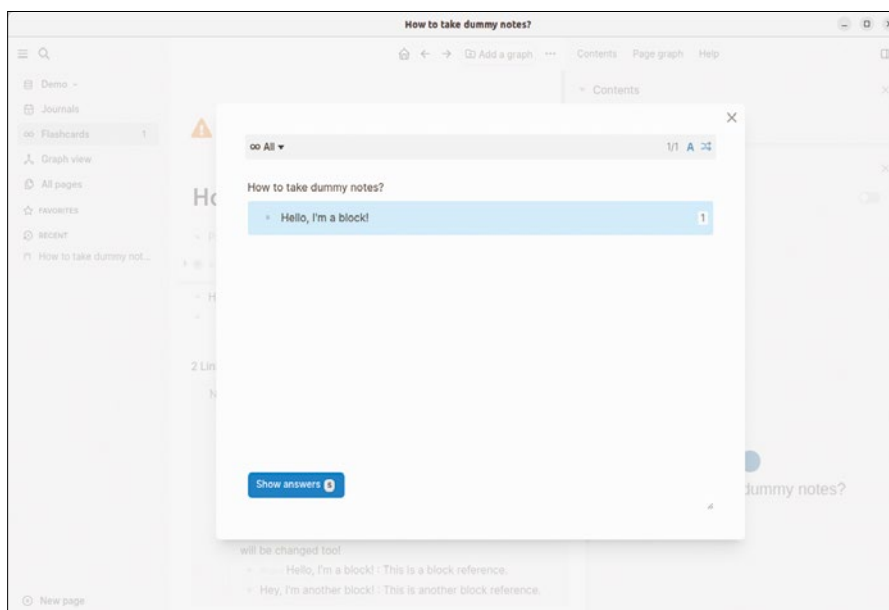 How to take dummy notes?
Add a graph
Contents Page graph Help
Demo
Journals
Flashcards 1
Graph view
All pages
FAVORITES
RECENT
How to take dummy not...
New page
Contents
All
1/1 A
How to take dummy notes?
Hello, I'm a block!
1
Show answers s
Ho
2 Lin
dummy notes?
will be changed too!
Hello, I'm a block! : This is a block reference.
Hey, I'm another block! : This is another block reference.